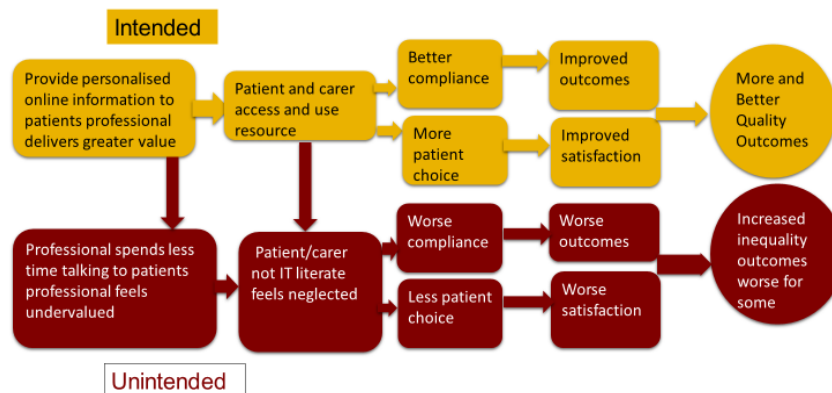 Intended
Provide personalised
online information to
patients professional
delivers greater value
Patient and carer
access and use
resource
Better
compliance
Improved
outcomes
More
patient
choice
Improved
satisfaction
More and
Better
Quality
Outcomes
Professional spends less
time talking to patients
professional feels
undervalued
Patient/carer
not IT literate
feels neglected
Worse
compliance
Worse
outcomes
Less patient
choice
Worse
satisfaction
Increased
inequality
outcomes
worse for
some
Unintended